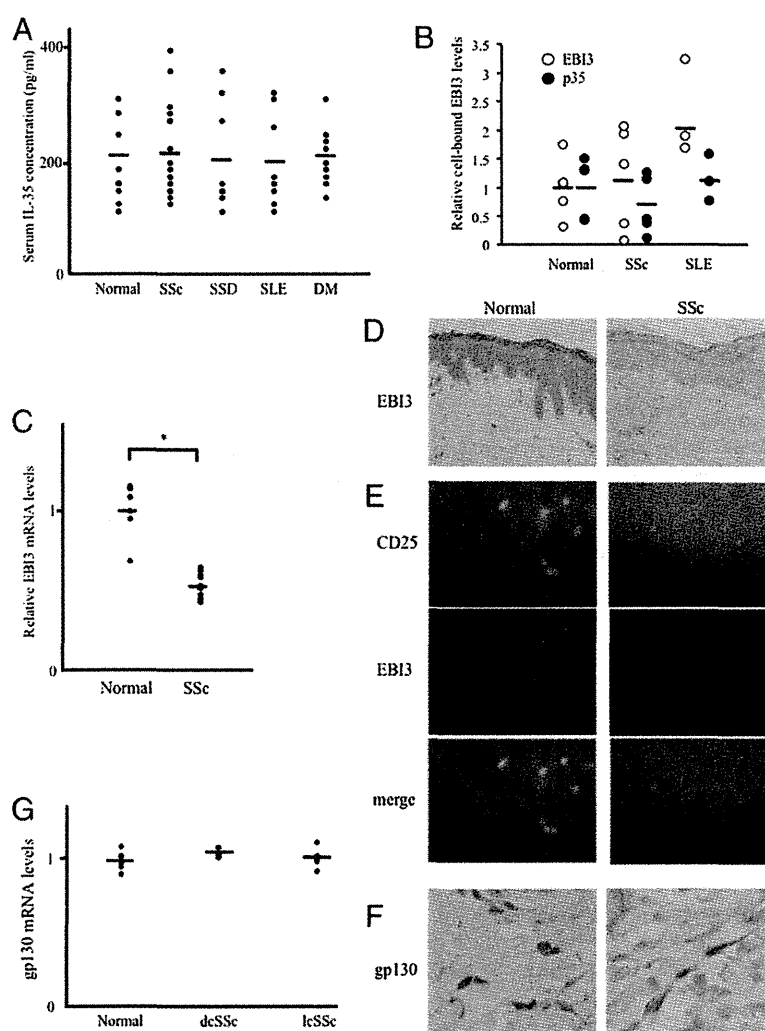 A
Serum IL-35 concentration (pg/ml)
400
200
0
Normal SSc SSD SLE DM
B
Relative cell-bound EBI3 levels
3.5
3
2.5
2
1.5
1
0.5
0
EBI3
p35
Normal SSc SLE
C
Relative EBI3 mRNA levels
*
1
0
Normal SSc
Normal SSc
D
EBI3
E
CD25
EBI3
merge
F
gp130
G
gp130 mRNA levels
1
0
Normal dcSSc lcSSc